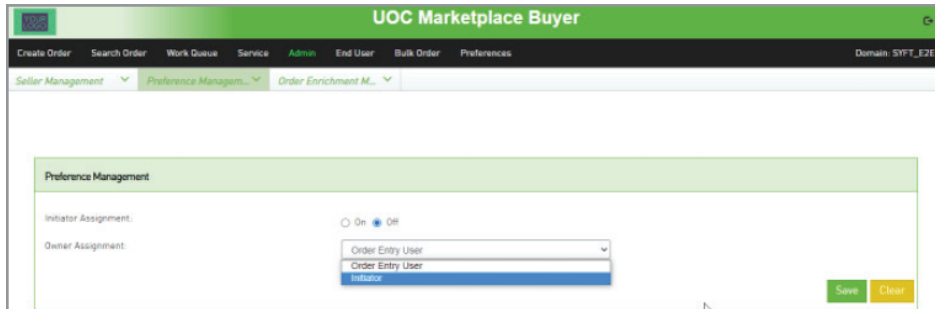 YOUR
LOGO
UOC Marketplace Buyer
Create Order Search Order Work Queue Service Admin End User Bulk Order Preferences Domain: SYFT_E2E
Seller Management Preference Managem... Order Enrichment M...
Preference Management
Initiator Assignment: On Off
Owner Assignment: Order Entry User
Order Entry User
Initiator
Save Clear